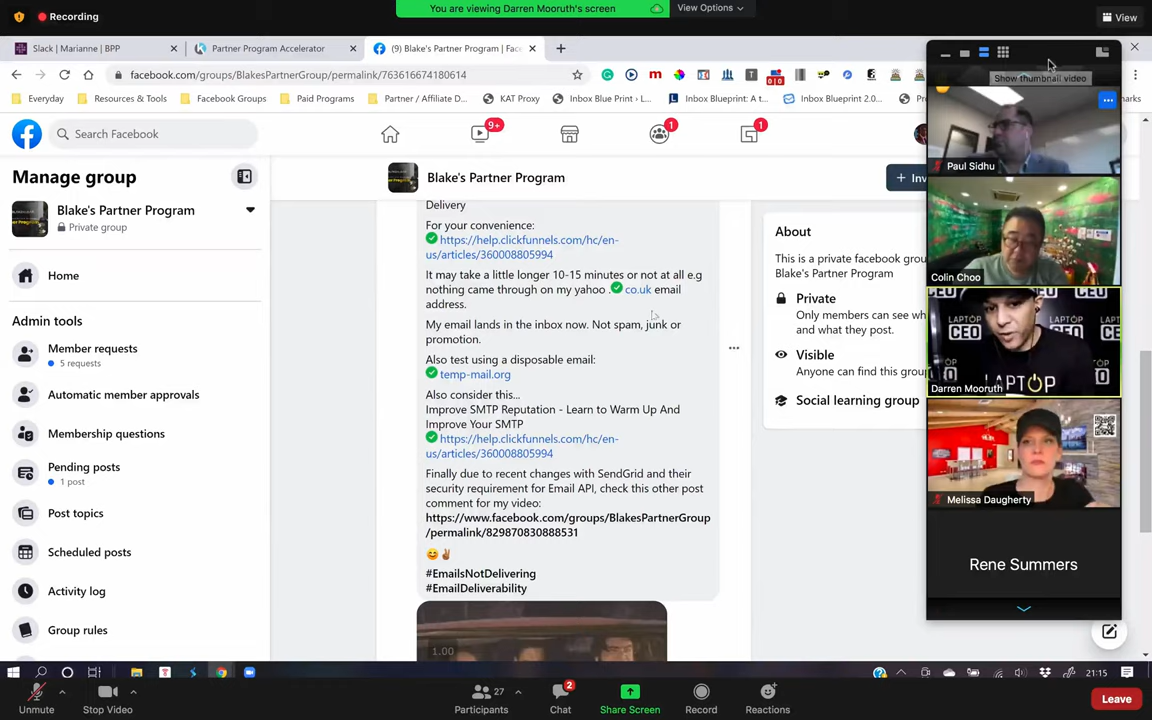 Recording
You are viewing Darren Mooruth's screen
View Options
View
Slack | Marianne | BPP
Partner Program Accelerator
(9) Blake's Partner Program | Fac
facebook.com/groups/BlakesPartnerGroup/permalink/763616674180614
Everyday
Resources & Tools
Facebook Groups
Paid Programs
Partner / Affiliate D...
KAT Proxy
Inbox Blue Print › L...
Inbox Blueprint: A t...
Inbox Blueprint 2.0...
Show thumbnail video
Search Facebook
9+
1
1
Manage group
Blake's Partner Program
Private group
Home
Admin tools
Member requests
5 requests
Automatic member approvals
Membership questions
Pending posts
1 post
Post topics
Scheduled posts
Activity log
Group rules
Blake's Partner Program
+ Inv
Delivery
For your convenience:
https://help.clickfunnels.com/hc/en-
us/articles/360008805994
It may take a little longer 10-15 minutes or not at all e.g
nothing came through on my yahoo . co.uk email
address.
My email lands in the inbox now. Not spam, junk or
promotion.
Also test using a disposable email:
temp-mail.org
Also consider this...
Improve SMTP Reputation - Learn to Warm Up And
Improve Your SMTP
https://help.clickfunnels.com/hc/en-
us/articles/360008805994
Finally due to recent changes with SendGrid and their
security requirement for Email API, check this other post
comment for my video:
https://www.facebook.com/groups/BlakesPartnerGroup
/permalink/829870830888531
#EmailsNotDelivering
#EmailDeliverability
1.00
About
This is a private facebook grou
Blake's Partner Program
Private
Only members can see wh
and what they post.
Visible
Anyone can find this group
Social learning group
Paul Sidhu
Colin Choo
LAPTOP
CEO
LAPTOP
Darren Mooruth
Melissa Daugherty
Rene Summers
21:15
Unmute
Stop Video
27
Participants
2
Chat
Share Screen
Record
Reactions
Leave